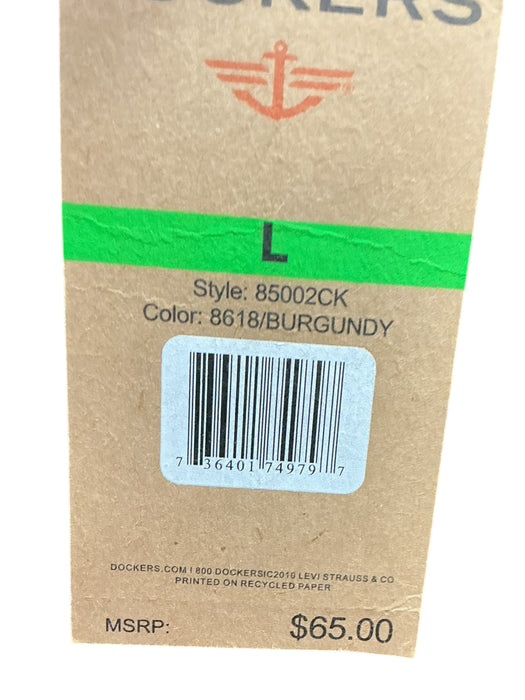 DOCKERS
®
L
Style: 85002CK
Color: 8618/BURGUNDY
7 36401 74979 7
DOCKERS.COM I 800 DOCKERSIC2016 LEVI STRAUSS & CO
PRINTED ON RECYCLED PAPER
MSRP: $65.00